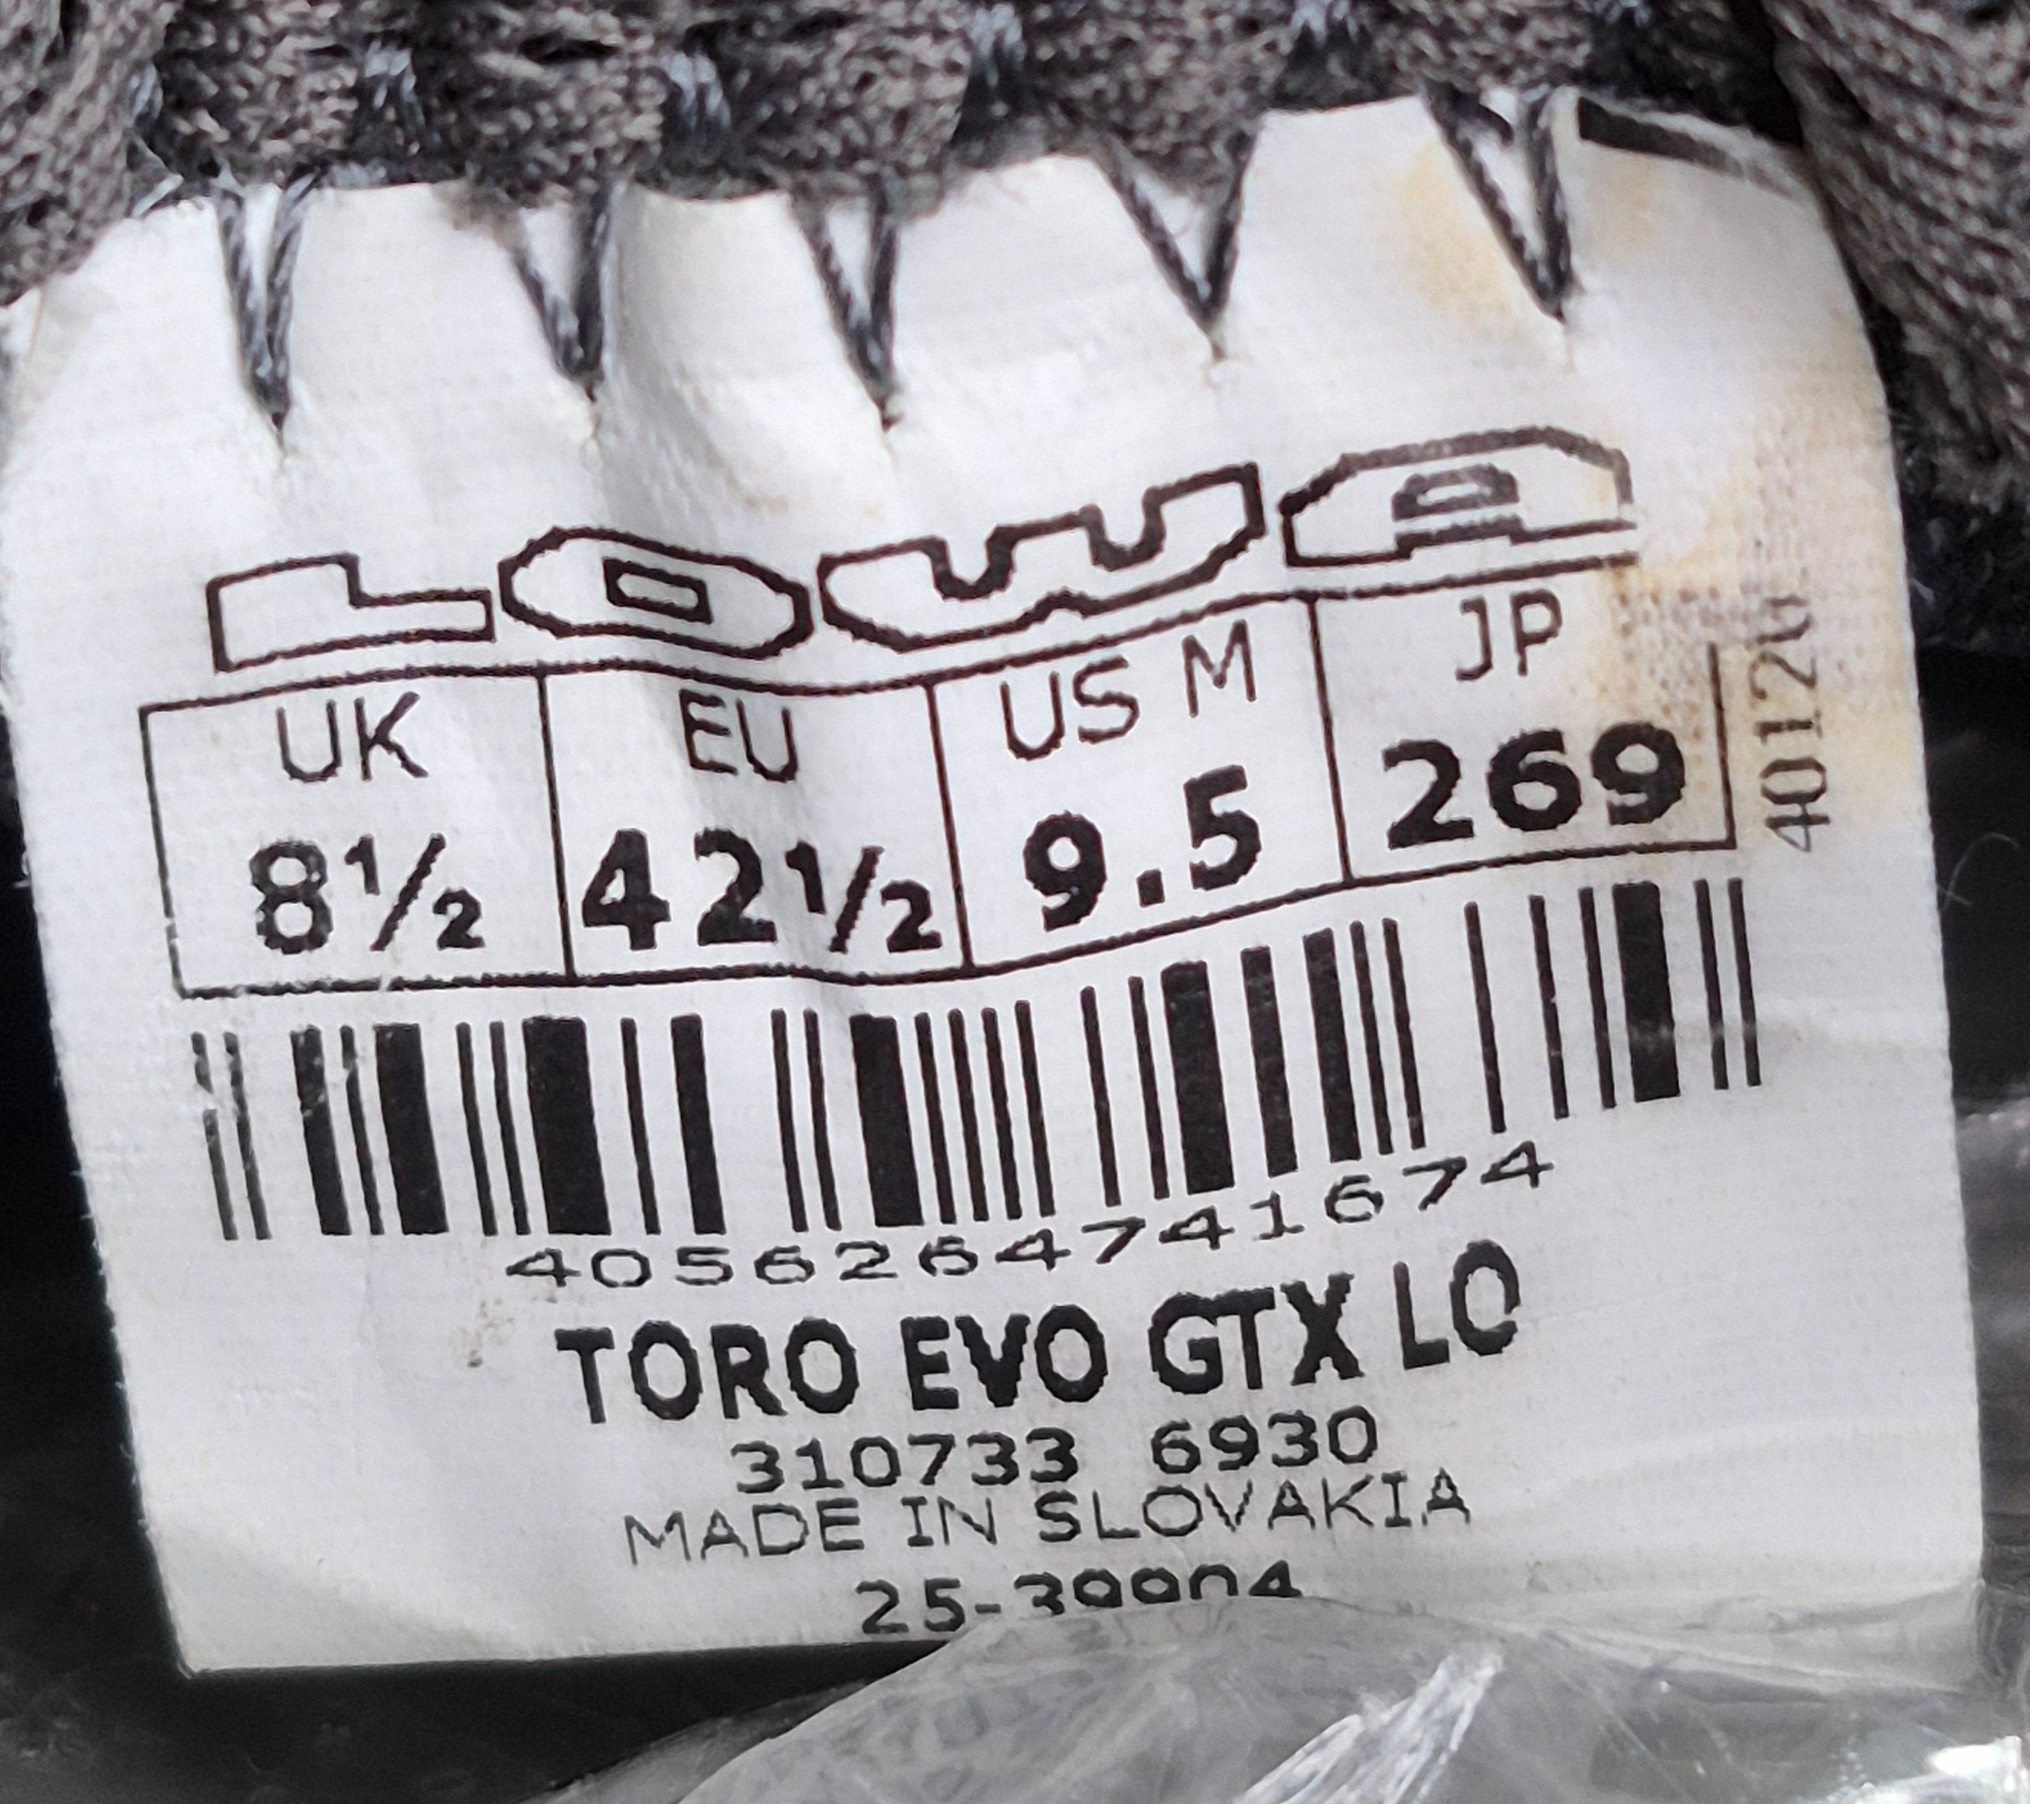 LOWA
UK EU US M JP
8½ 42½ 9.5 269
4056264741674
TORO EVO GTX LO
310733 6930
MADE IN SLOVAKIA